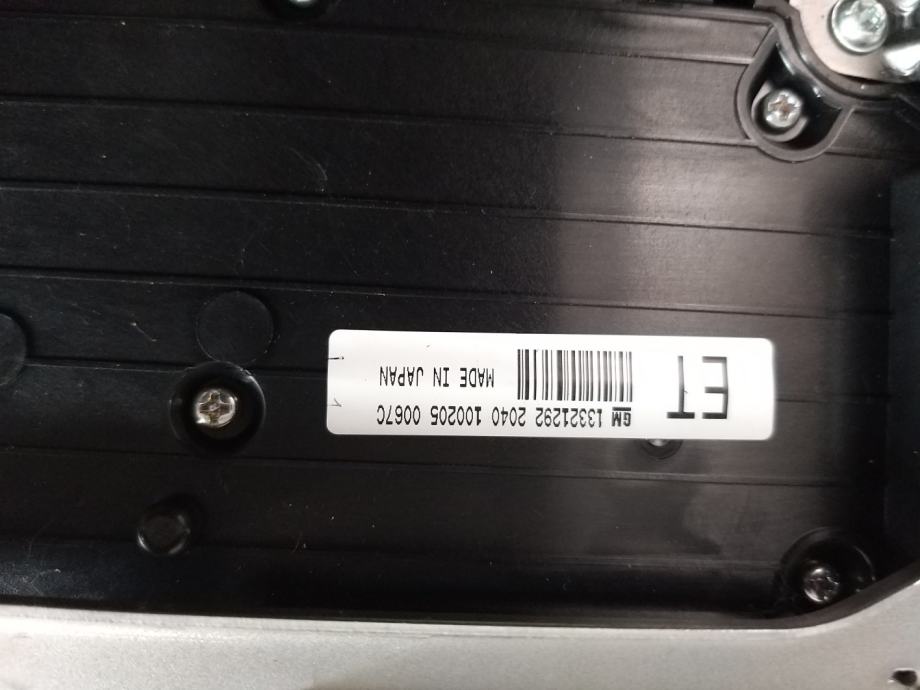 ET
GM 13321292 2040 100205 0067C
MADE IN JAPAN